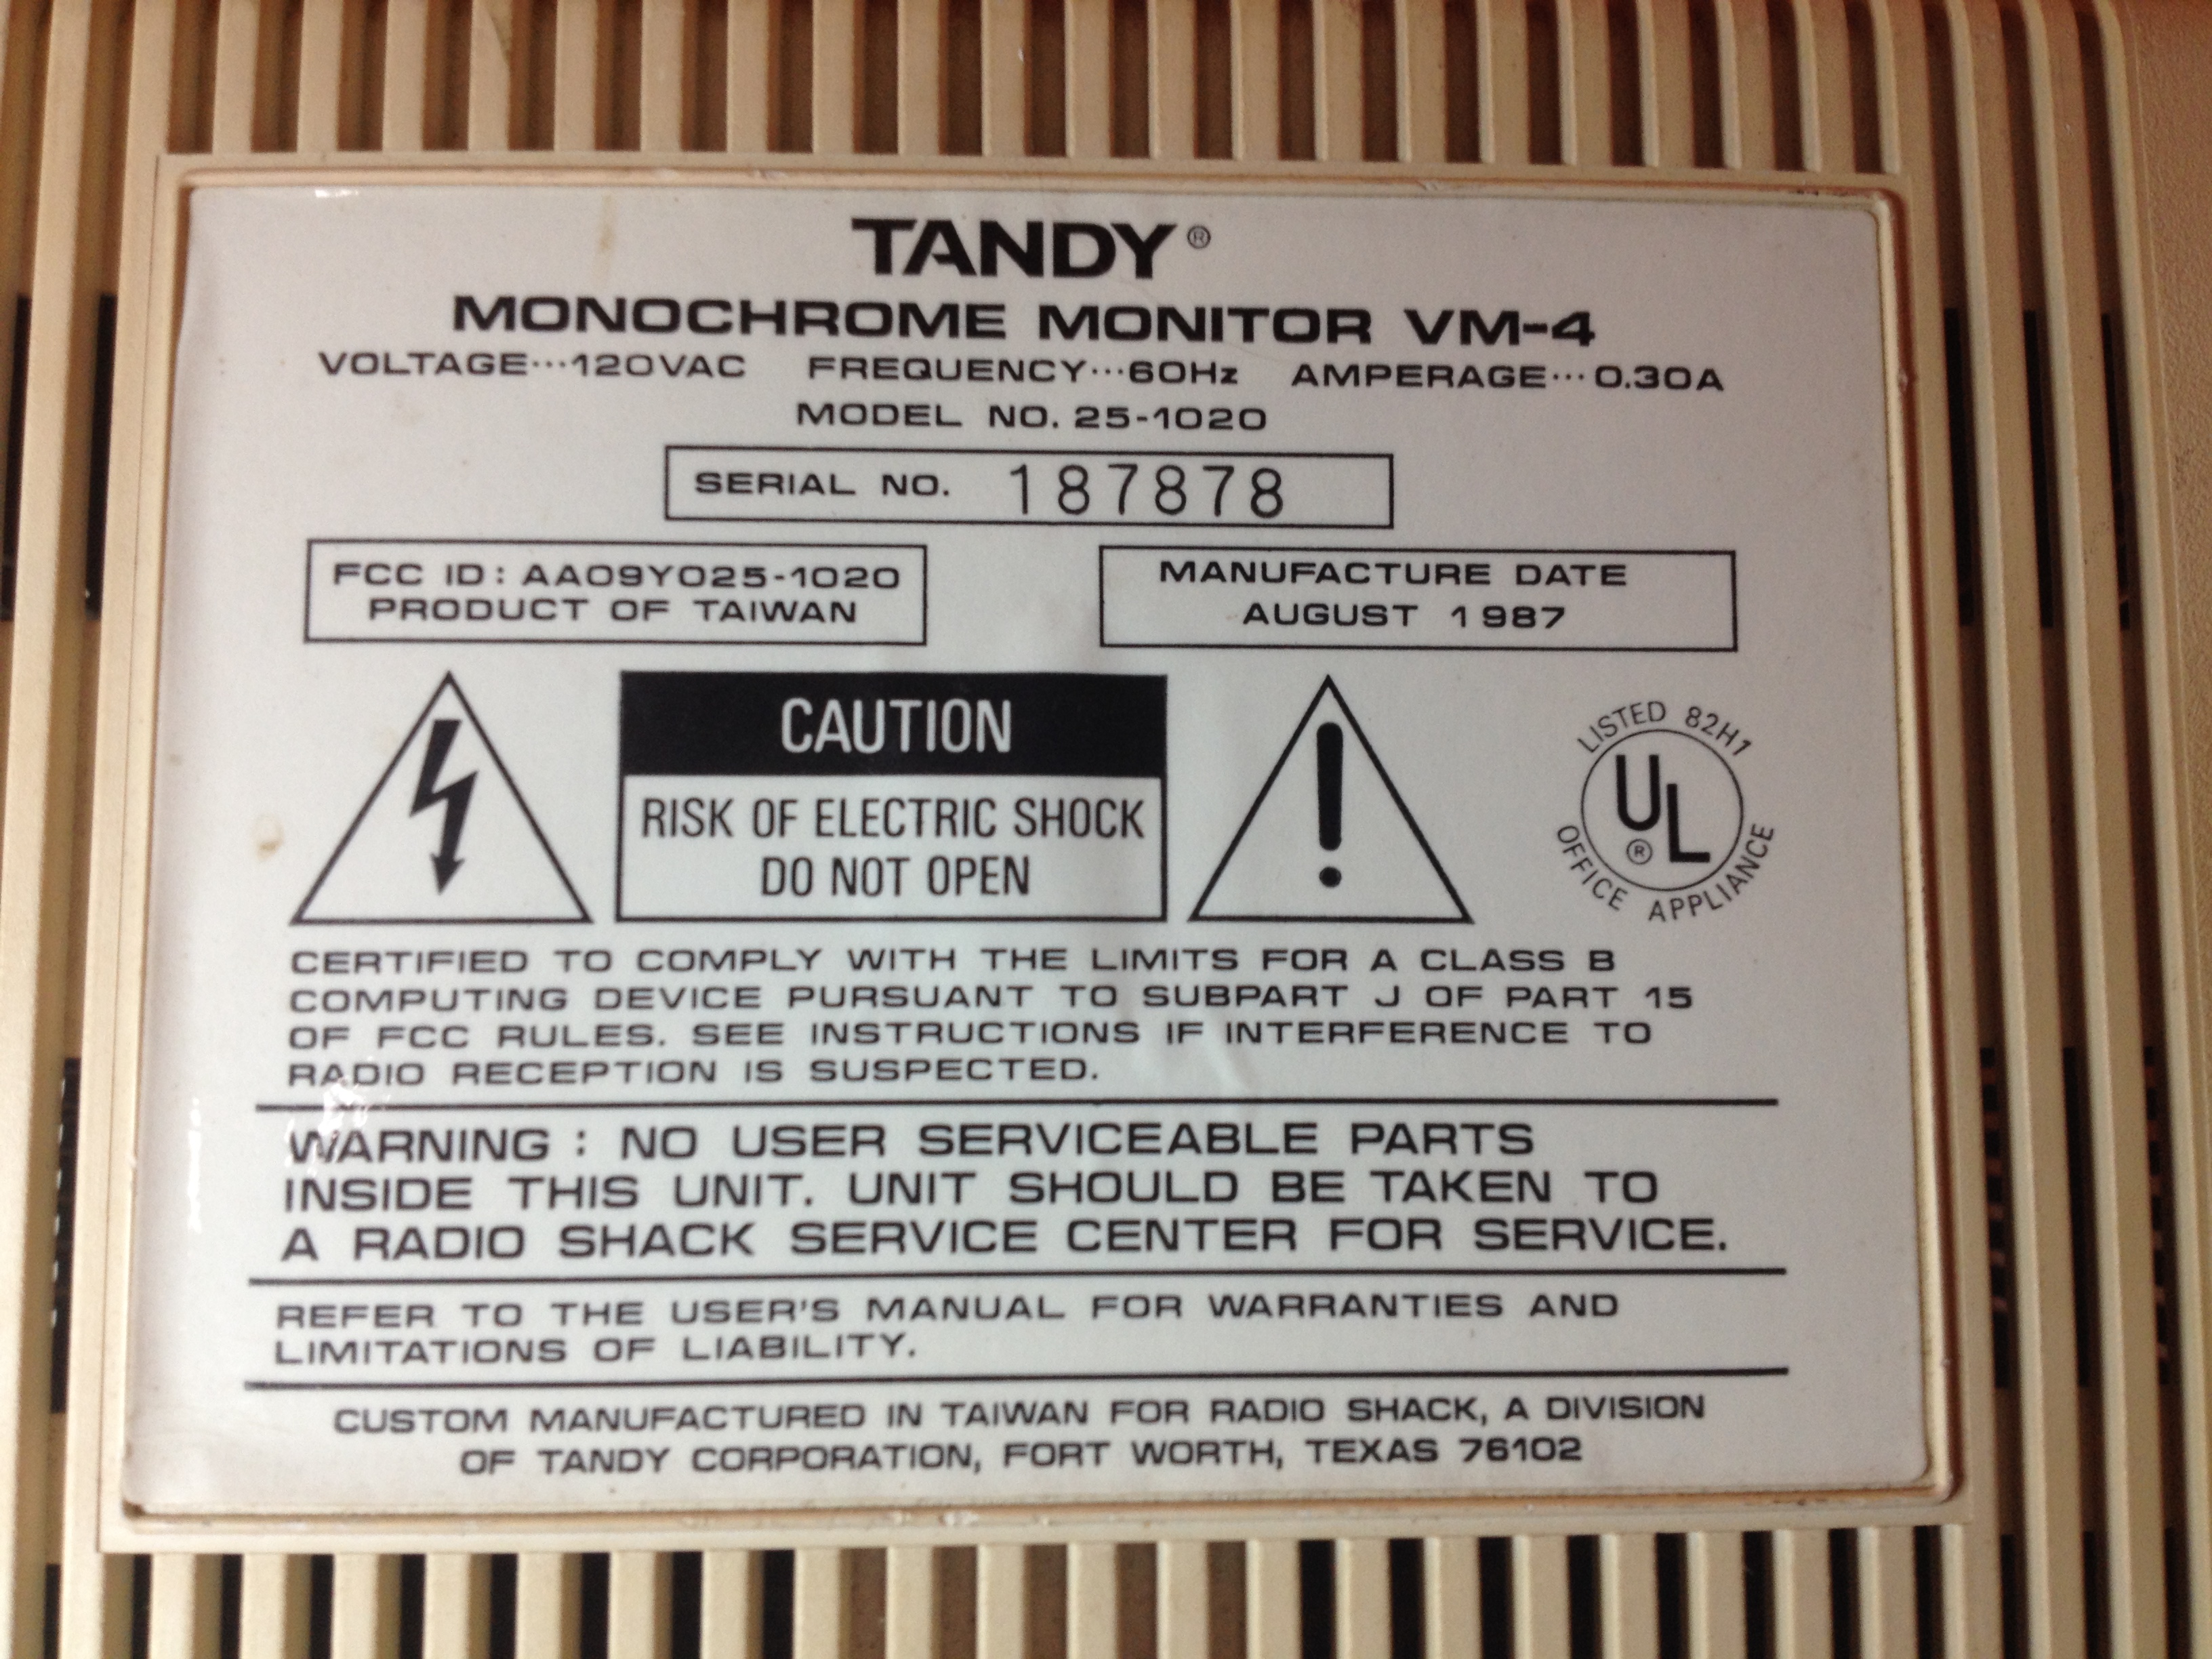 TANDY®
MONOCHROME MONITOR VM-4
VOLTAGE···120VAC FREQUENCY···60Hz AMPERAGE···0.30A
MODEL NO. 25-1020
SERIAL NO. 187878
FCC ID: AAO9YO25-1020
PRODUCT OF TAIWAN
MANUFACTURE DATE
AUGUST 1987
CAUTION
RISK OF ELECTRIC SHOCK
DO NOT OPEN
LISTED 82H1
UL®
OFFICE APPLIANCE
CERTIFIED TO COMPLY WITH THE LIMITS FOR A CLASS B
COMPUTING DEVICE PURSUANT TO SUBPART J OF PART 15
OF FCC RULES. SEE INSTRUCTIONS IF INTERFERENCE TO
RADIO RECEPTION IS SUSPECTED.
WARNING : NO USER SERVICEABLE PARTS
INSIDE THIS UNIT. UNIT SHOULD BE TAKEN TO
A RADIO SHACK SERVICE CENTER FOR SERVICE.
REFER TO THE USER'S MANUAL FOR WARRANTIES AND
LIMITATIONS OF LIABILITY.
CUSTOM MANUFACTURED IN TAIWAN FOR RADIO SHACK, A DIVISION
OF TANDY CORPORATION, FORT WORTH, TEXAS 76102